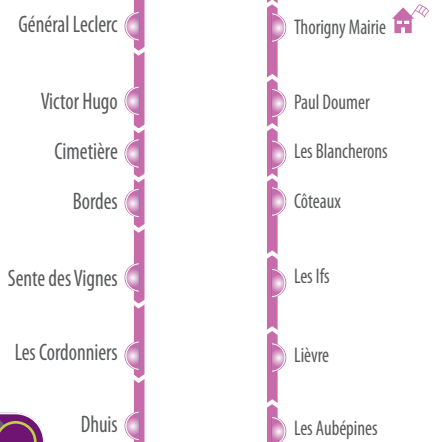 Général Leclerc
Victor Hugo
Cimetière
Bordes
Sente des Vignes
Les Cordonniers
Dhuis
Thorigny Mairie
Paul Doumer
Les Blancherons
Côteaux
Les Ifs
Lièvre
Les Aubépines